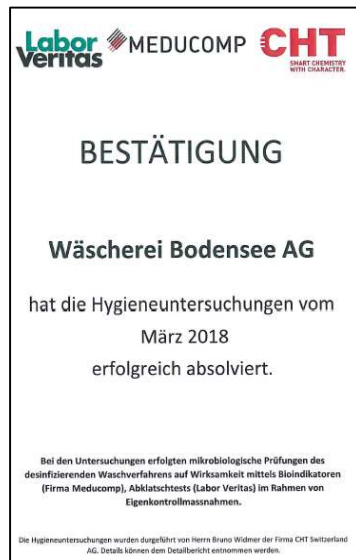 Labor Veritas MEDUCOMP CHT
SMART CHEMISTRY
WITH CHARACTER.
BESTÄTIGUNG
Wäscherei Bodensee AG
hat die Hygieneuntersuchungen vom
März 2018
erfolgreich absolviert.
Bei den Untersuchungen erfolgten mikrobiologische Prüfungen des
desinfizierenden Waschverfahrens auf Wirksamkeit mittels Bioindikatoren
(Firma Meducomp), Abklatschtests (Labor Veritas) im Rahmen von
Eigenkontrollmassnahmen.
Die Hygieneuntersuchungen wurden durgeführt von Herrn Bruno Widmer der Firma CHT Switzerland
AG. Details können dem Detailbericht entnommen werden.